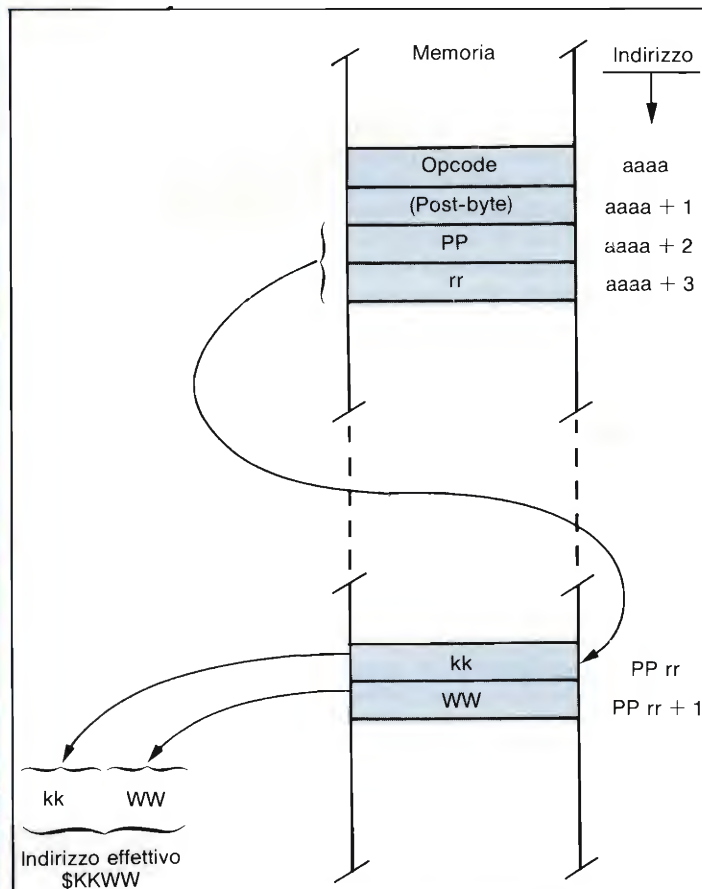 Memoria
Indirizzo
Opcode
aaaa
(Post-byte)
aaaa + 1
PP
aaaa + 2
rr
aaaa + 3
kk
PP rr
WW
PP rr + 1
kk
WW
Indirizzo effettivo
$KKWW